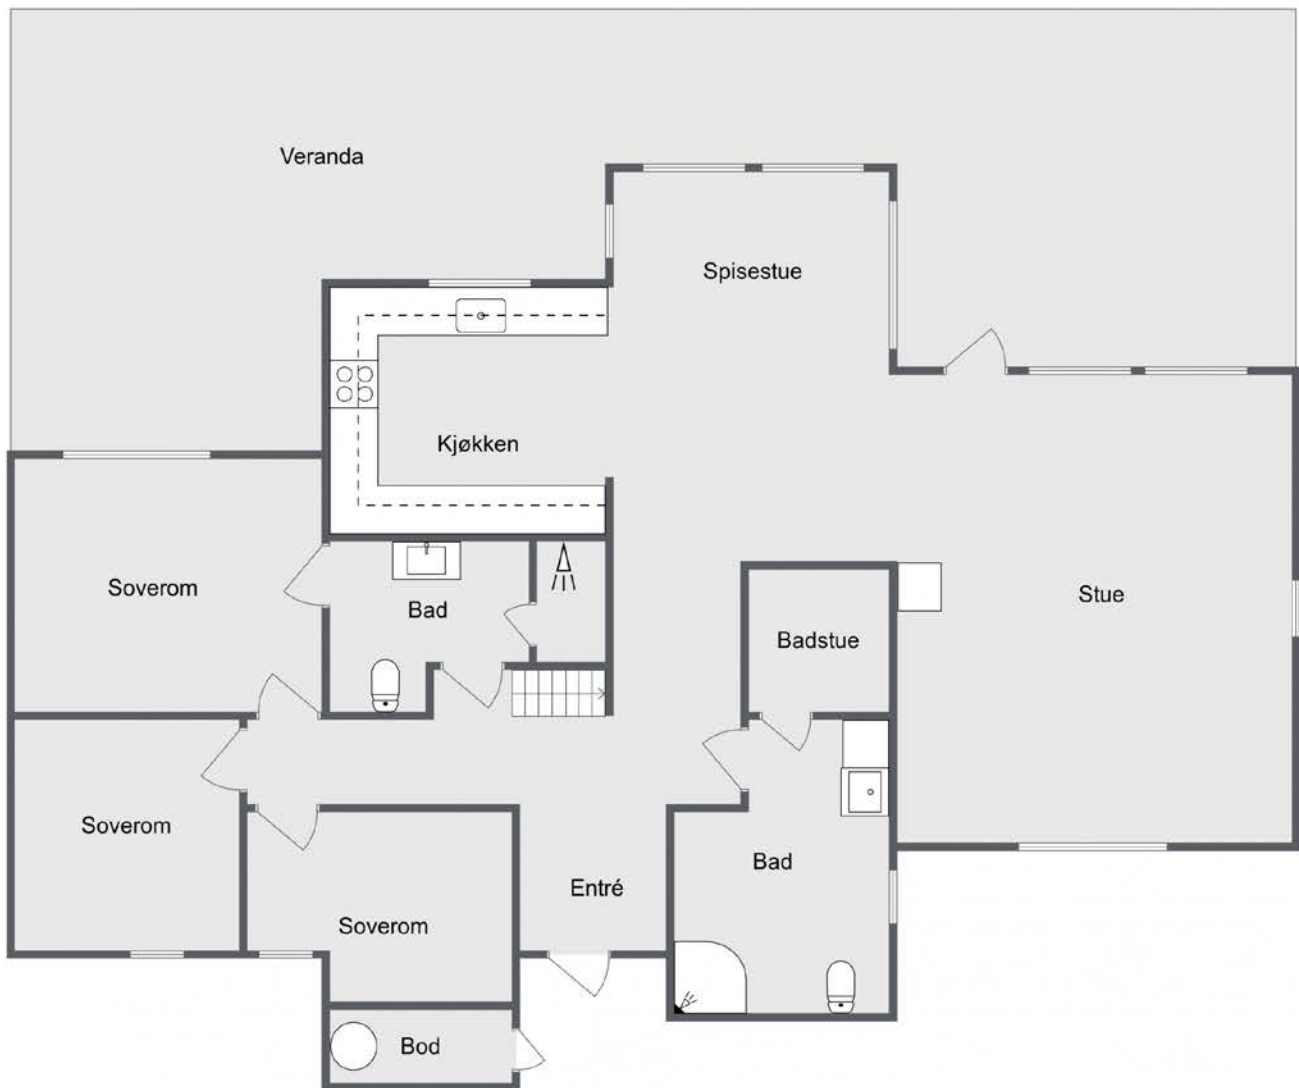 Veranda
Spisestue
Kjøkken
Soverom
Bad
Stue
Badstue
Soverom
Bad
Entré
Soverom
Bod